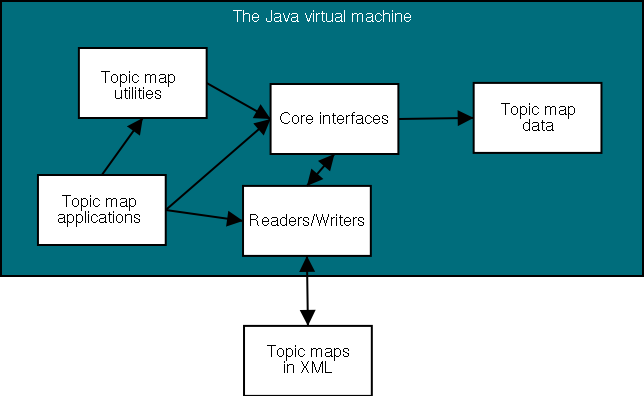 The Java virtual machine
Topic map
utilities
Core interfaces
Topic map
data
Topic map
applications
Readers/Writers
Topic maps
in XML